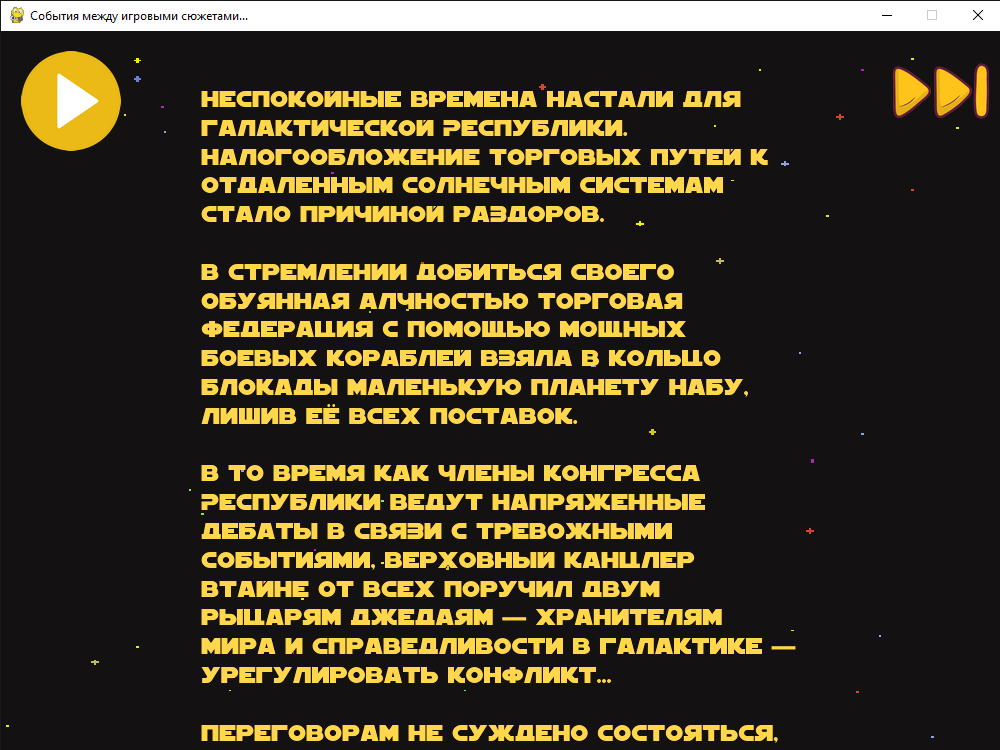 События между игровыми сюжетами...
НЕСПОКОЙНЫЕ ВРЕМЕНА НАСТАЛИ ДЛЯ
ГАЛАКТИЧЕСКОЙ РЕСПУБЛИКИ.
НАЛОГООБЛОЖЕНИЕ ТОРГОВЫХ ПУТЕЙ К
ОТДАЛЕННЫМ СОЛНЕЧНЫМ СИСТЕМАМ
СТАЛО ПРИЧИНОЙ РАЗДОРОВ.
В СТРЕМЛЕНИИ ДОБИТЬСЯ СВОЕГО
ОБУЯННАЯ АЛЧНОСТЬЮ ТОРГОВАЯ
ФЕДЕРАЦИЯ С ПОМОЩЬЮ МОЩНЫХ
БОЕВЫХ КОРАБЛЕЙ ВЗЯЛА В КОЛЬЦО
БЛОКАДЫ МАЛЕНЬКУЮ ПЛАНЕТУ НАБУ,
ЛИШИВ ЕЁ ВСЕХ ПОСТАВОК.
В ТО ВРЕМЯ КАК ЧЛЕНЫ КОНГРЕССА
РЕСПУБЛИКИ ВЕДУТ НАПРЯЖЕННЫЕ
ДЕБАТЫ В СВЯЗИ С ТРЕВОЖНЫМИ
СОБЫТИЯМИ, ВЕРХОВНЫЙ КАНЦЛЕР
ВТАЙНЕ ОТ ВСЕХ ПОРУЧИЛ ДВУМ
РЫЦАРЯМ ДЖЕДАЯМ — ХРАНИТЕЛЯМ
МИРА И СПРАВЕДЛИВОСТИ В ГАЛАКТИКЕ —
УРЕГУЛИРОВАТЬ КОНФЛИКТ...
ПЕРЕГОВОРАМ НЕ СУЖДЕНО СОСТОЯТЬСЯ,